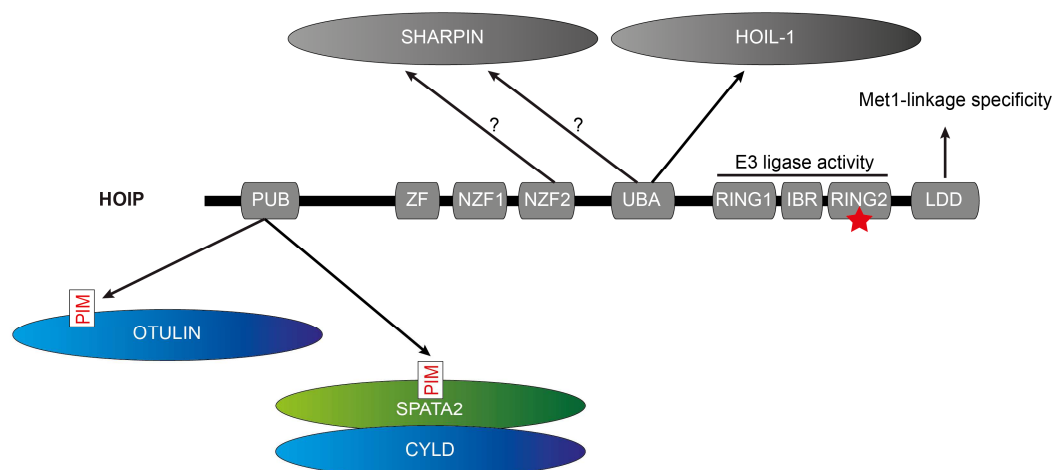 SHARPIN
HOIL-1
Met1-linkage specificity
?
?
E3 ligase activity
HOIP
PUB
ZF
NZF1
NZF2
UBA
RING1
IBR
RING2
LDD
PIM
OTULIN
PIM
SPATA2
CYLD